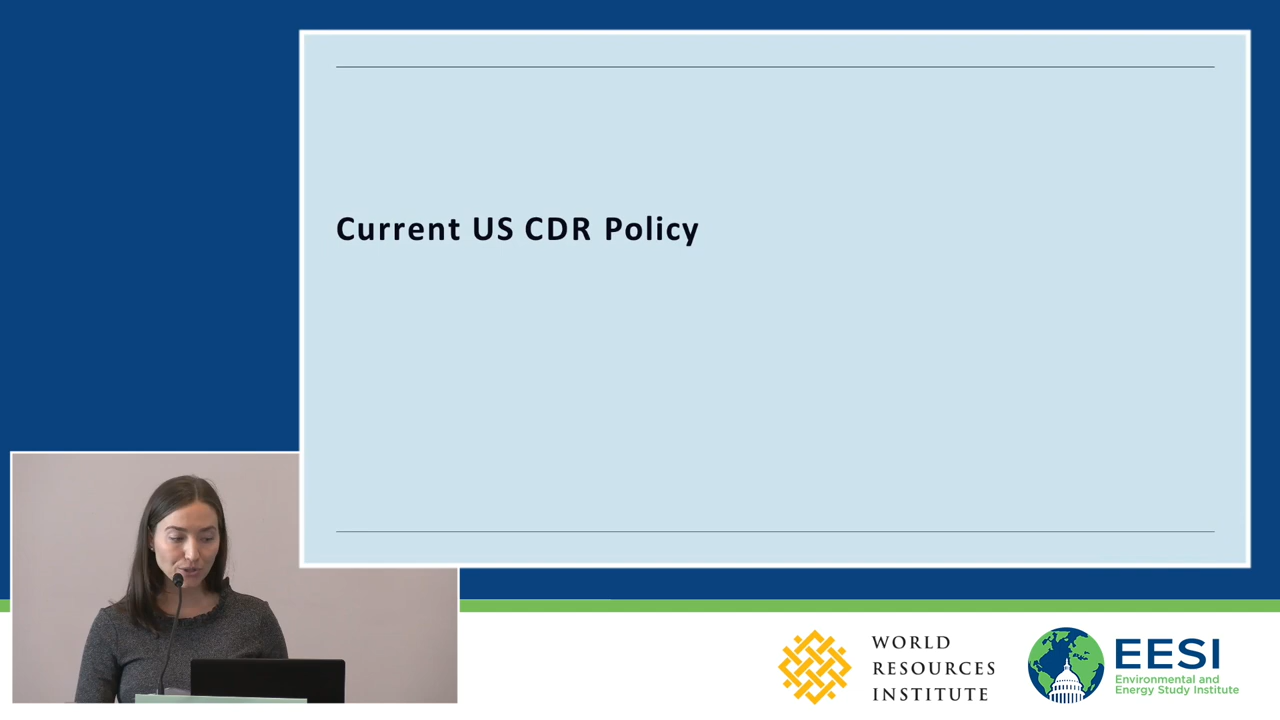 Current US CDR Policy
WORLD
RESOURCES
INSTITUTE
EESI
Environmental and
Energy Study Institute